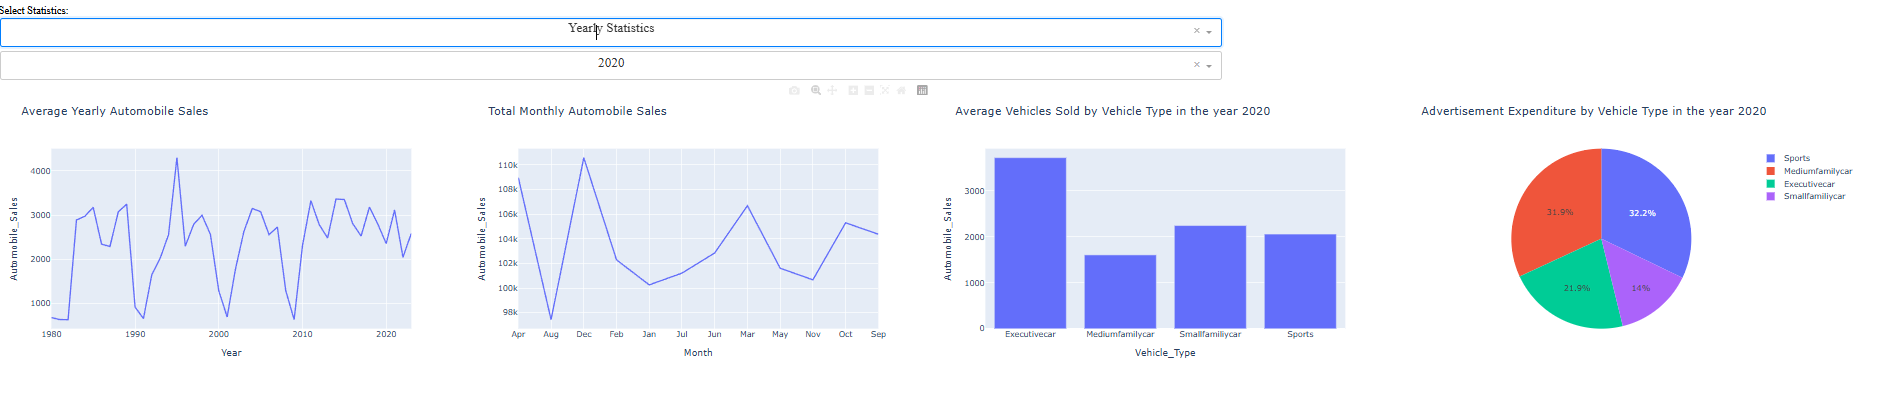 Select Statistics:
Yearly Statistics
2020
Average Yearly Automobile Sales
Automobile_Sales
4000
3000
2000
1000
1980 1990 2000 2010 2020
Year
Total Monthly Automobile Sales
Automobile_Sales
110k
108k
106k
104k
102k
100k
98k
Apr Aug Dec Feb Jan Jul Jun Mar May Nov Oct Sep
Month
Average Vehicles Sold by Vehicle Type in the year 2020
Automobile_Sales
3000
2000
1000
0
Executivecar Mediumfamilycar Smallfamiliycar Sports
Vehicle_Type
Advertisement Expenditure by Vehicle Type in the year 2020
31.9% 32.2%
21.9% 14%
Sports
Mediumfamilycar
Executivecar
Smallfamiliycar